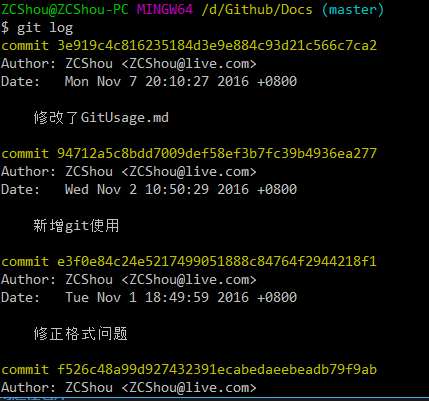 ZCShou@ZCShou-PC MINGW64 /d/Github/Docs (master)
$ git log
commit 3e919c4c816235184d3e9e884c93d21c566c7ca2
Author: ZCShou <ZCShou@live.com>
Date:   Mon Nov 7 20:10:27 2016 +0800
修改了GitUsage.md
commit 94712a5c8bdd7009def58ef3b7fc39b4936ea277
Author: ZCShou <ZCShou@live.com>
Date:   Wed Nov 2 10:50:29 2016 +0800
新增git使用
commit e3f0e84c24e5217499051888c84764f2944218f1
Author: ZCShou <ZCShou@live.com>
Date:   Tue Nov 1 18:49:59 2016 +0800
修正格式问题
commit f526c48a99d927432391ecabedaeebeadb79f9ab
Author: ZCShou <ZCShou@live.com>